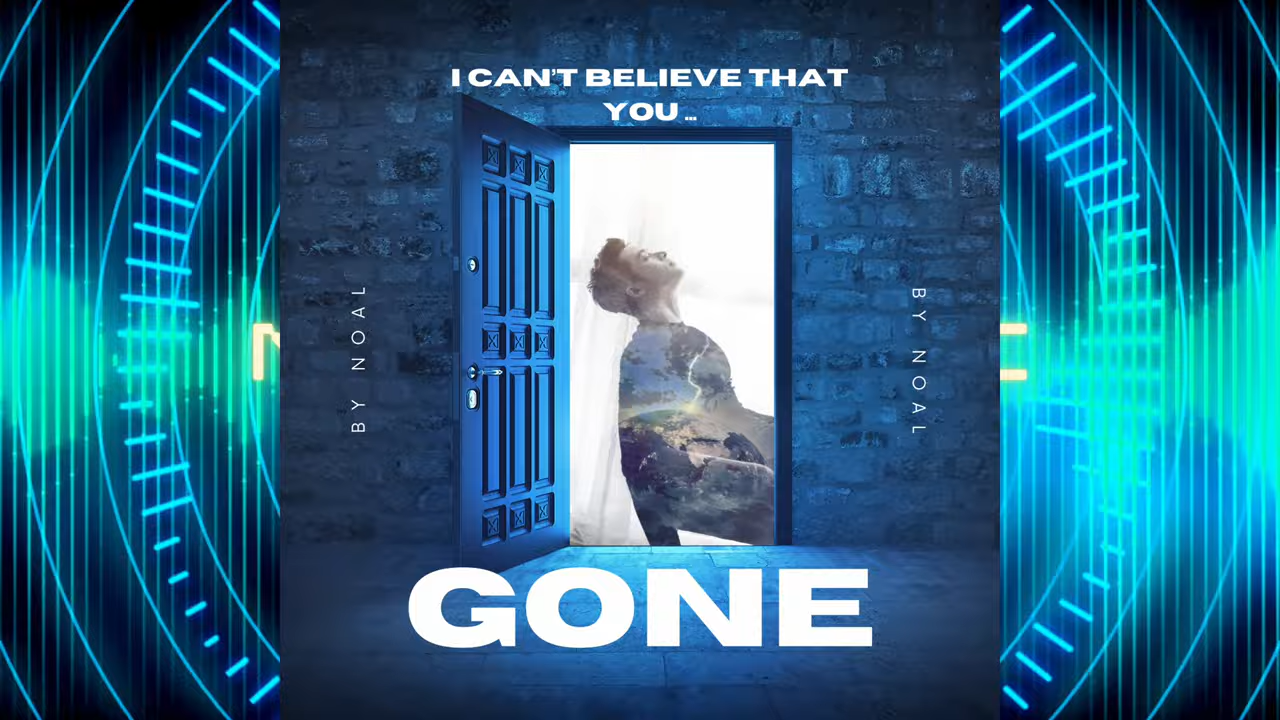 I CAN'T BELIEVE THAT
YOU ...
BY NOAL
BY NOAL
GONE